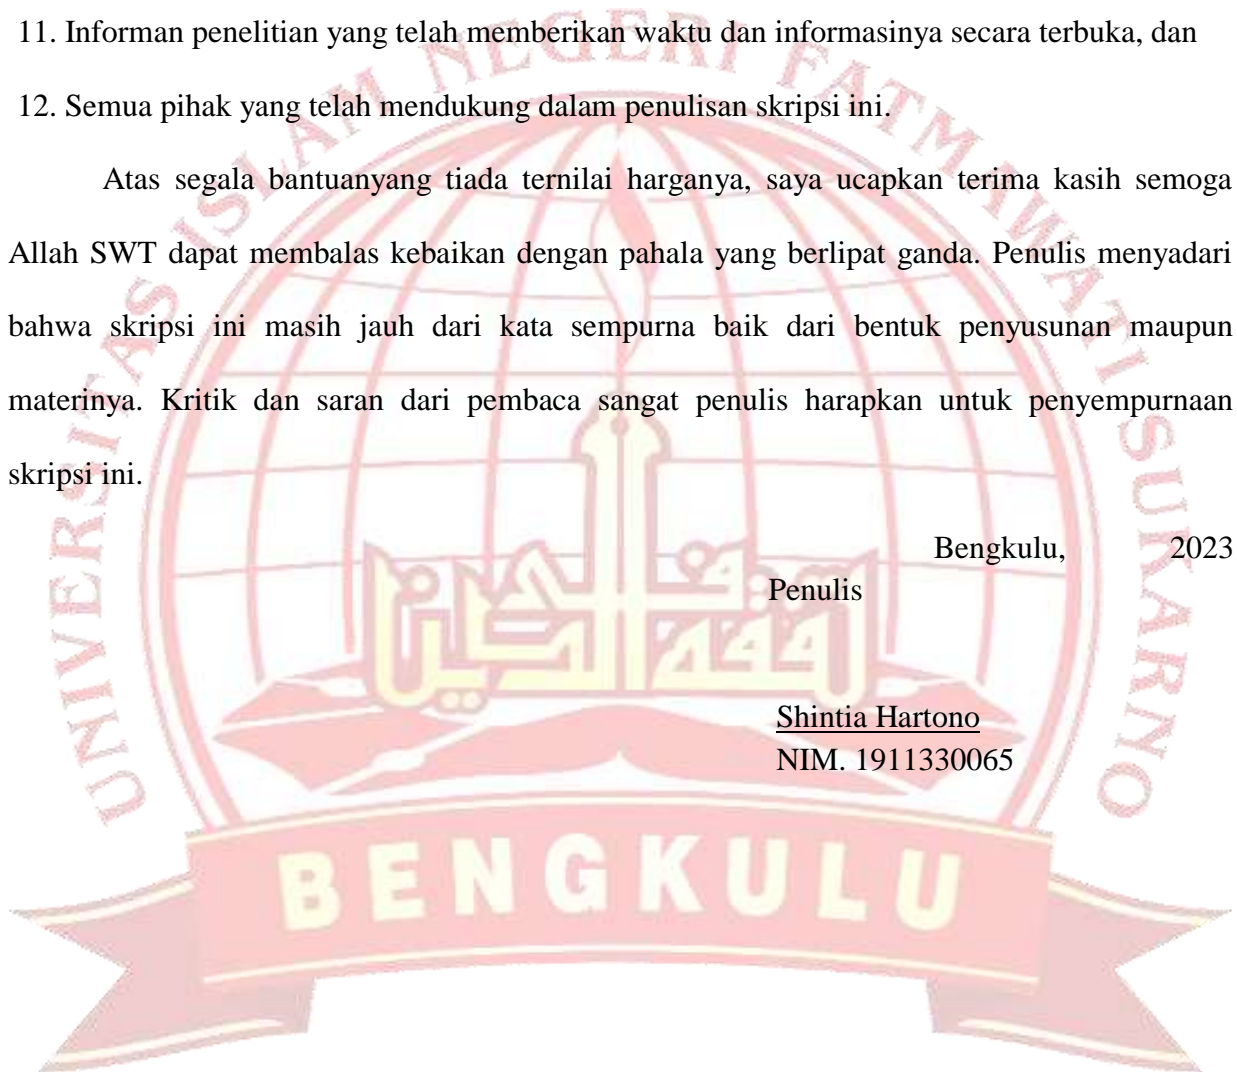 11. Informan penelitian yang telah memberikan waktu dan informasinya secara terbuka, dan
12. Semua pihak yang telah mendukung dalam penulisan skripsi ini.
Atas segala bantuanyang tiada ternilai harganya, saya ucapkan terima kasih semoga
Allah SWT dapat membalas kebaikan dengan pahala yang berlipat ganda. Penulis menyadari
bahwa skripsi ini masih jauh dari kata sempurna baik dari bentuk penyusunan maupun
materinya. Kritik dan saran dari pembaca sangat penulis harapkan untuk penyempurnaan
skripsi ini.
Bengkulu, 2023
Penulis
Shintia Hartono
NIM. 1911330065
UNIVERSITAS ISLAM NEGERI FATMAWATI SUKARNO
BENGKULU